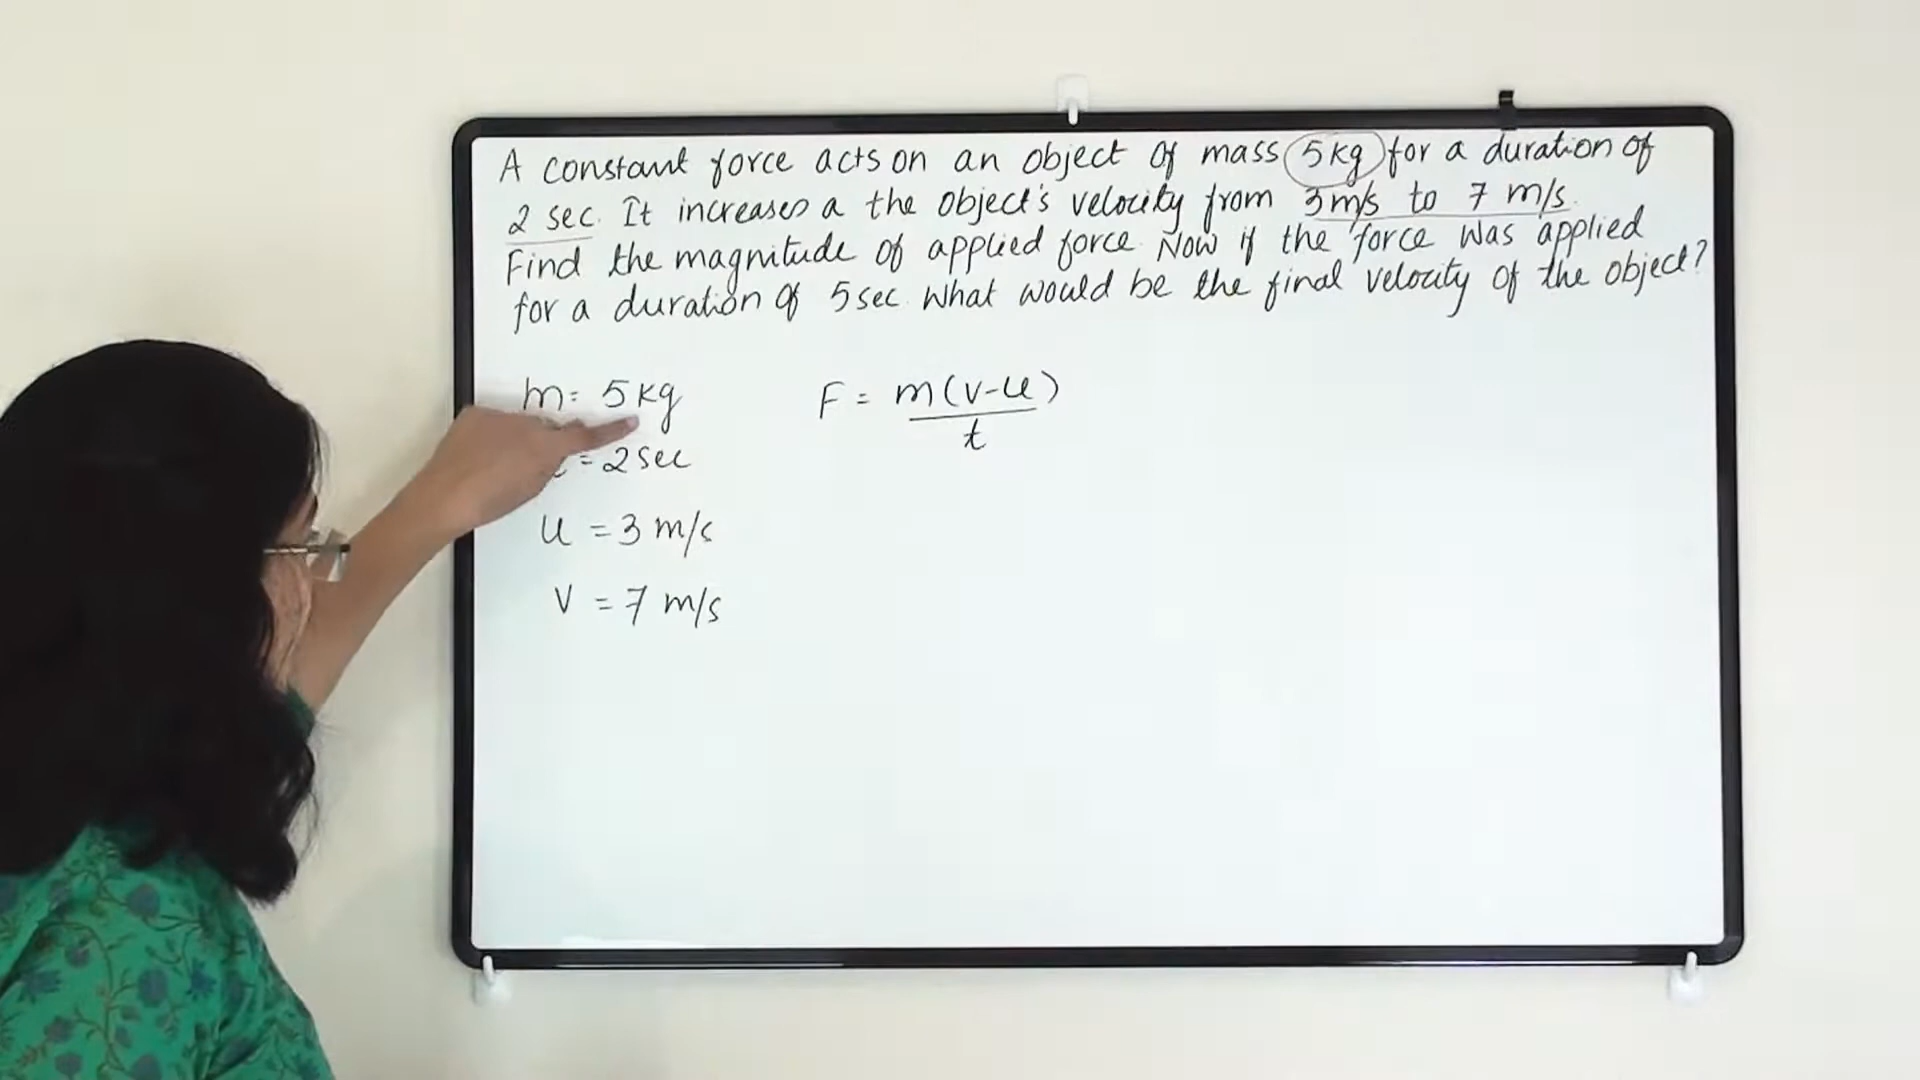 A constant force acts on an object of mass 5kg for a duration of
2 sec. It increases a the object's velocity from 3m/s to 7 m/s.
Find the magnitude of applied force. Now if the force was applied
for a duration of 5sec. What would be the final velocity of the object?
m= 5kg
F = m(v-u)
t
=2sec
u =3 m/s
v =7 m/s